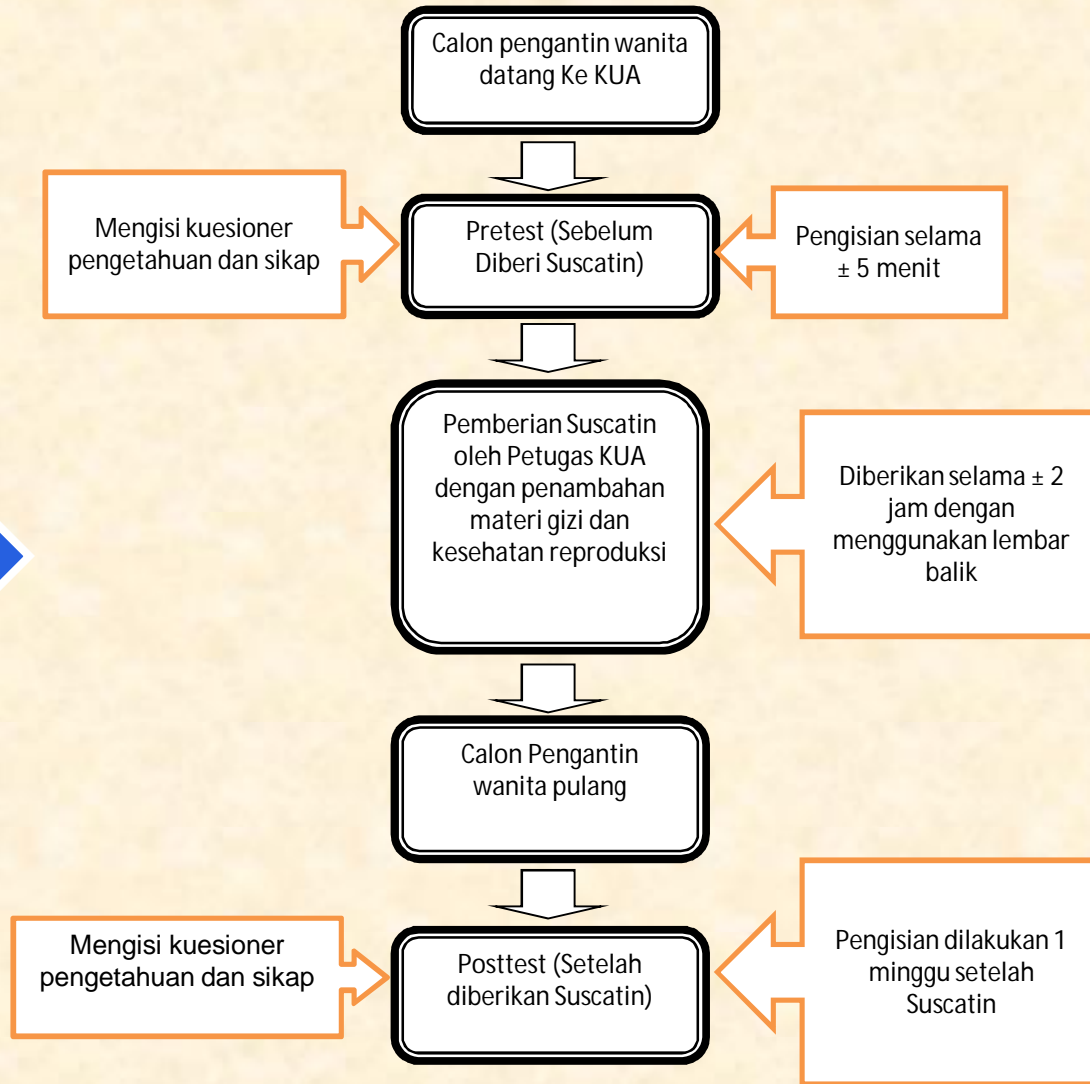 Calon pengantin wanita
datang Ke KUA
Mengisi kuesioner
pengetahuan dan sikap
Pretest (Sebelum
Diberi Suscatin)
Pengisian selama
± 5 menit
Pemberian Suscatin
oleh Petugas KUA
dengan penambahan
materi gizi dan
kesehatan reproduksi
Diberikan selama ± 2
jam dengan
menggunakan lembar
balik
Calon Pengantin
wanita pulang
Mengisi kuesioner
pengetahuan dan sikap
Posttest (Setelah
diberikan Suscatin)
Pengisian dilakukan 1
minggu setelah
Suscatin